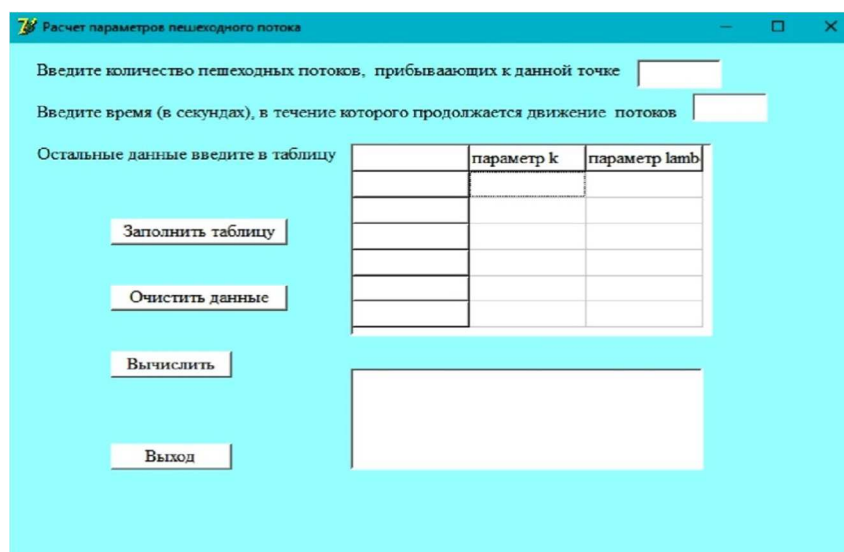 Расчет параметров пешеходного потока
Введите количество пешеходных потоков, прибываающих к данной точке
Введите время (в секундах), в течение которого продолжается движение потоков
Остальные данные введите в таблицу
параметр k параметр lamb
Заполнить таблицу
Очистить данные
Вычислить
Выход